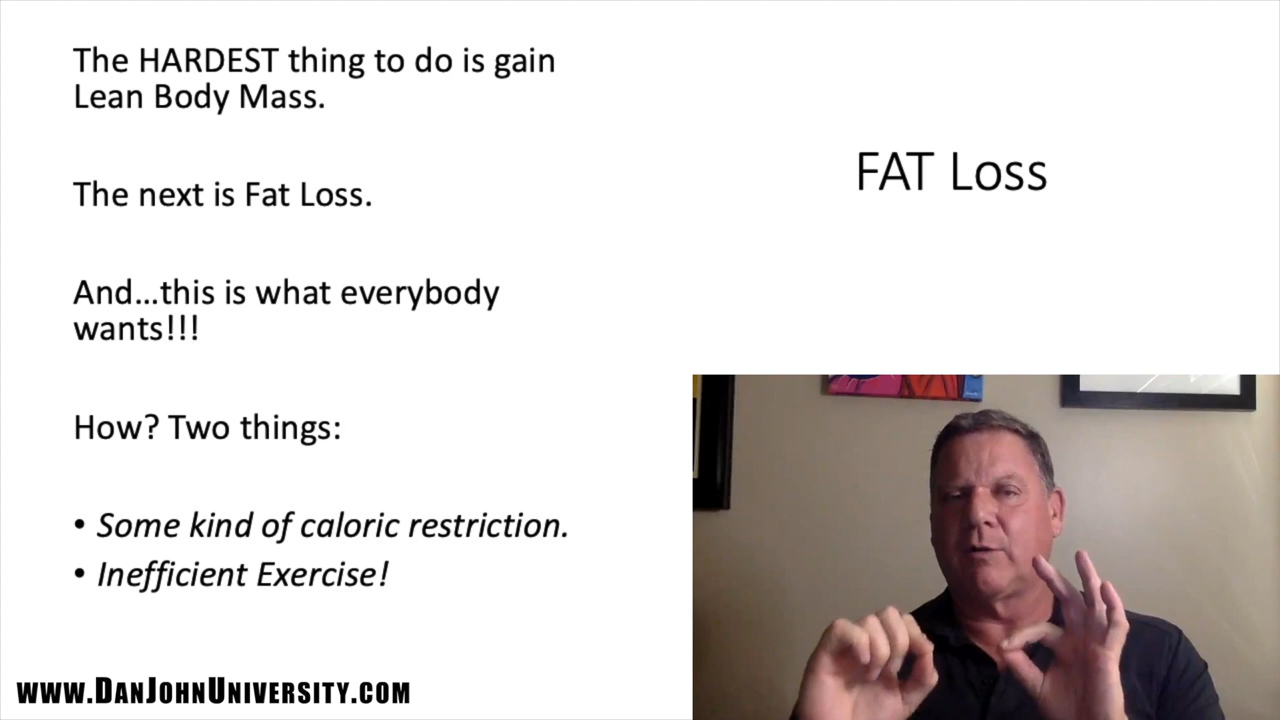 The HARDEST thing to do is gain
Lean Body Mass.
The next is Fat Loss.
And...this is what everybody
wants!!!
How? Two things:
• Some kind of caloric restriction.
• Inefficient Exercise!
FAT Loss
www.DanJohnUniversity.com